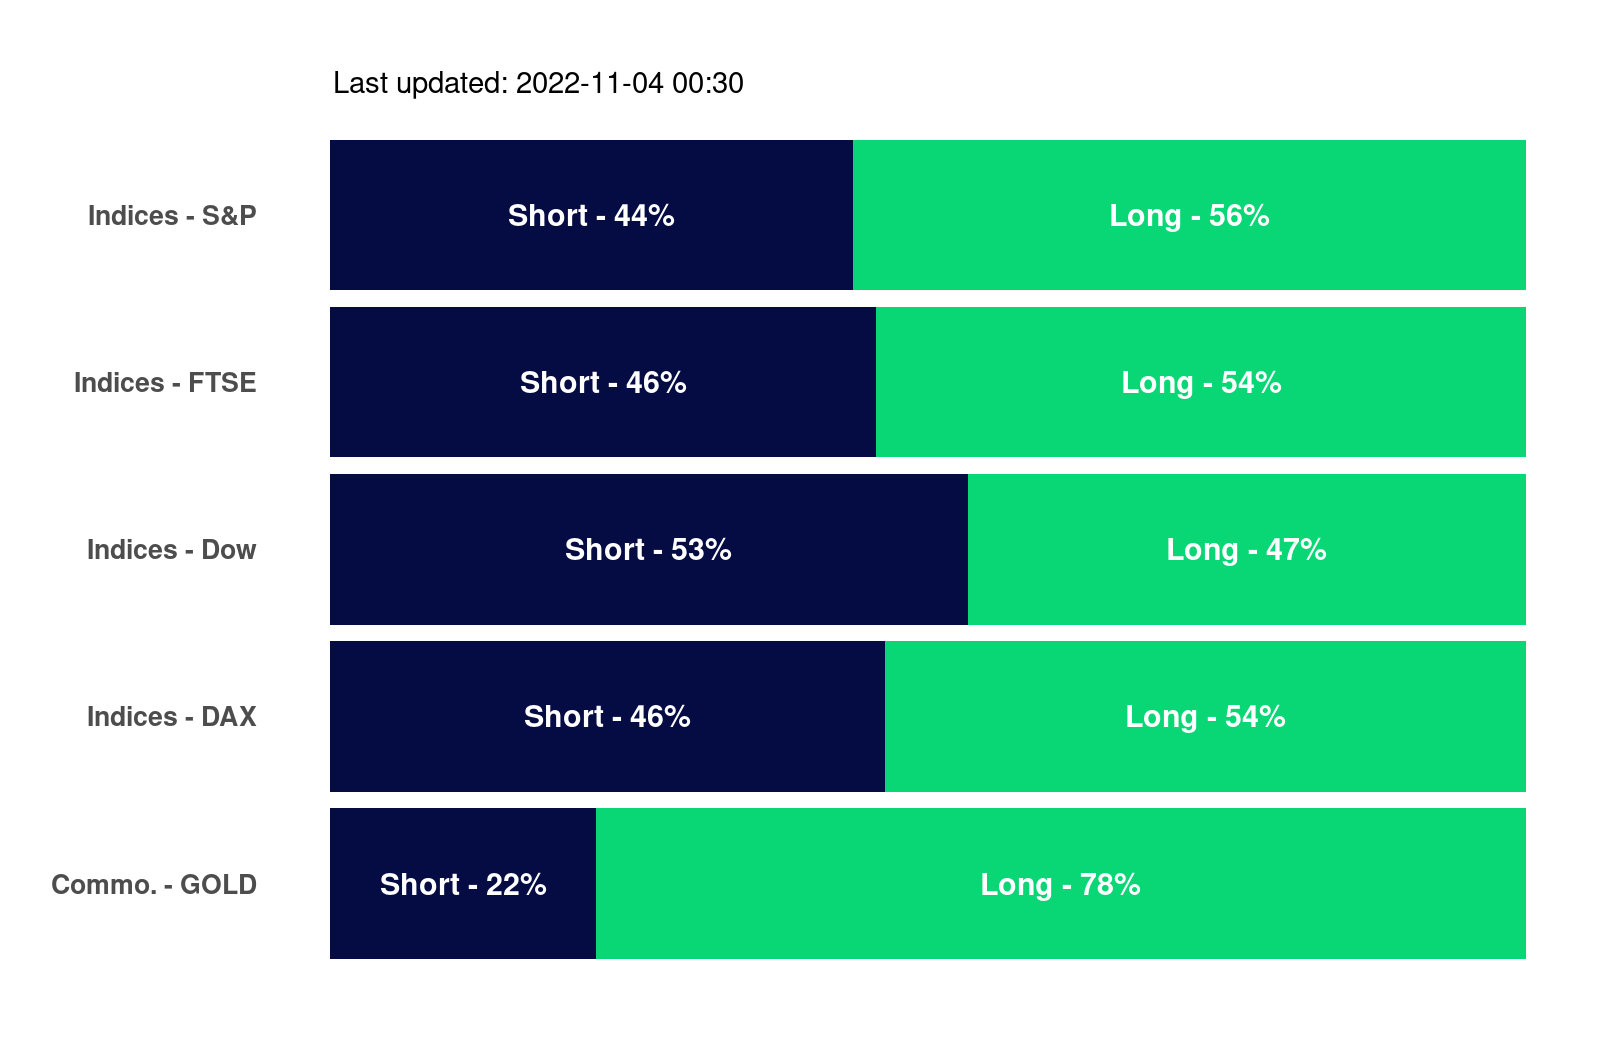 Last updated: 2022-11-04 00:30
Indices - S&P Short - 44% Long - 56%
Indices - FTSE Short - 46% Long - 54%
Indices - Dow Short - 53% Long - 47%
Indices - DAX Short - 46% Long - 54%
Commo. - GOLD Short - 22% Long - 78%